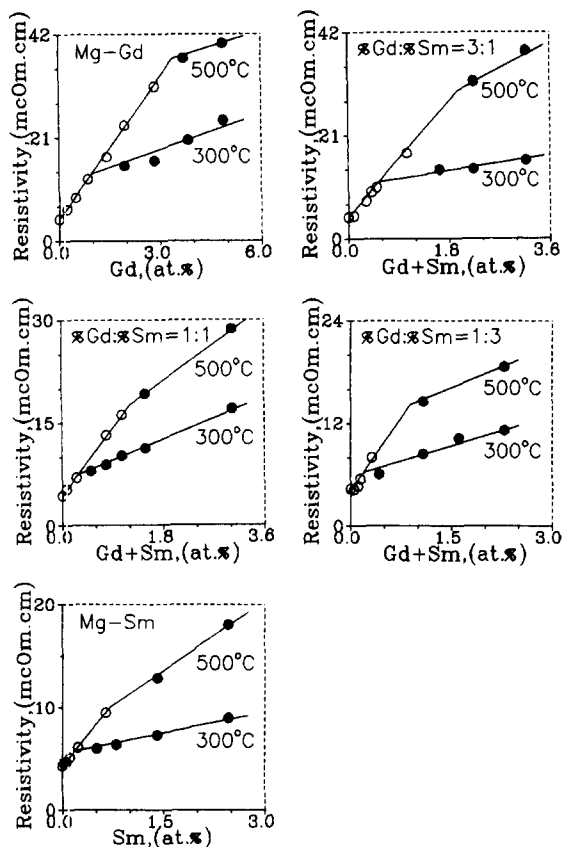 42
Mg-Gd
500°C
21
300°C
0
0.0
3.0
6.0
Resistivity,(mcOm.cm)
Gd,(at.%)
42
%Gd:%Sm=3:1
500°C
21
300°C
0
0.0
1.8
3.6
Resistivity,(mcOm.cm)
Gd+Sm,(at.%)
30
%Gd:%Sm=1:1
500°C
15
300°C
0
0.0
1.8
3.6
Resistivity,(mcOm.cm)
Gd+Sm,(at.%)
24
%Gd:%Sm=1:3
500°C
12
300°C
0
0.0
1.5
3.0
Resistivity,(mcOm.cm)
Gd+Sm,(at.%)
20
Mg-Sm
500°C
10
300°C
0
0.0
1.5
3.0
Resistivity,(mcOm.cm)
Sm,(at.%)